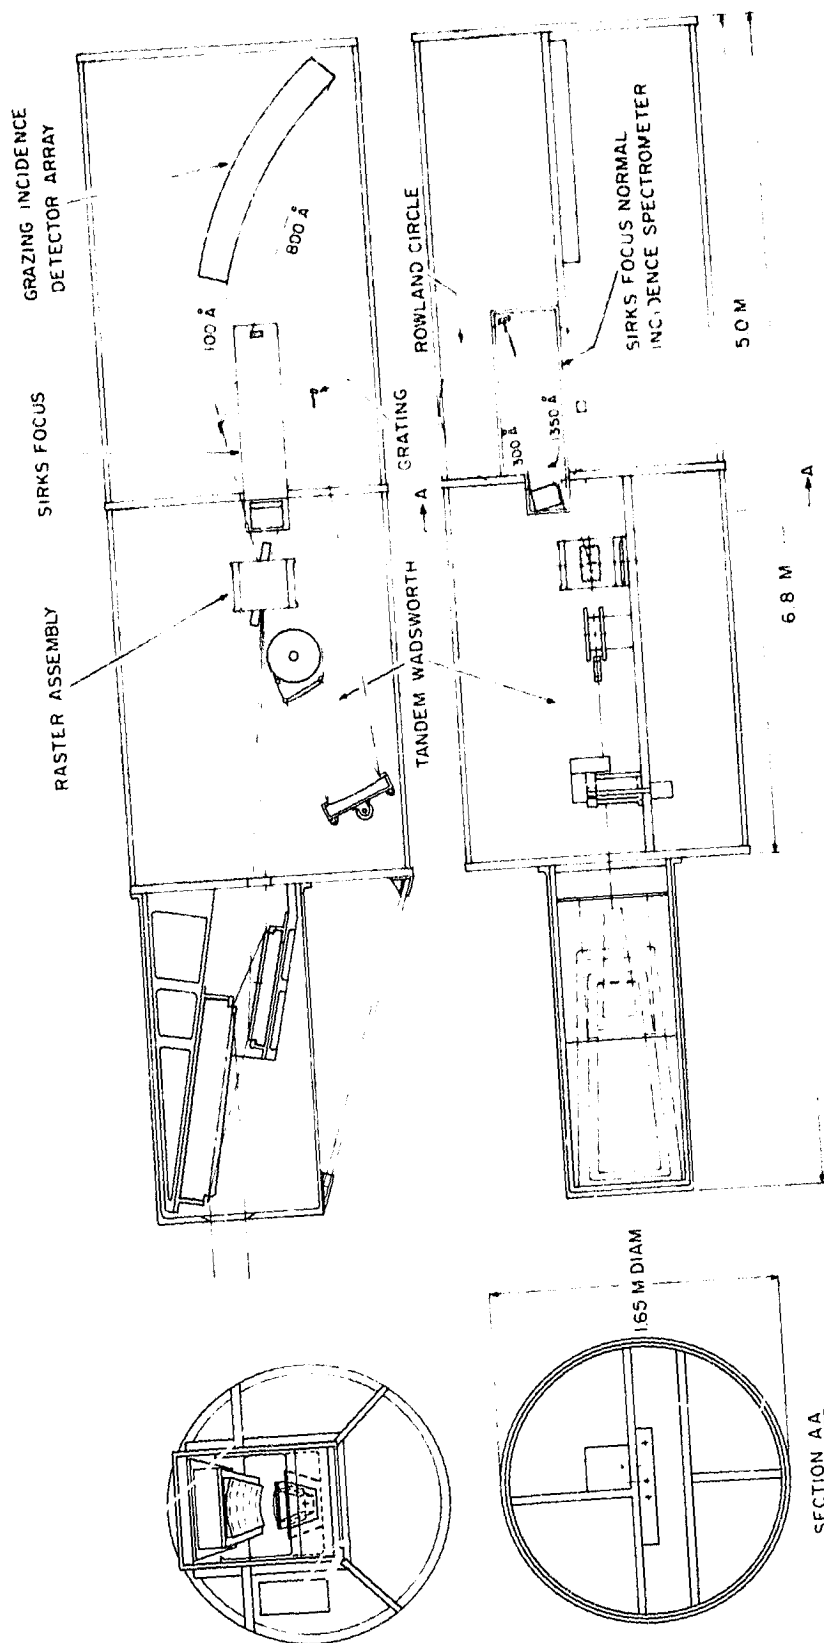 GRAZING INCIDENCE
DETECTOR ARRAY
SIRKS FOCUS
RASTER ASSEMBLY
100 Å
800 Å
GRATING
A
ROWLAND CIRCLE
TANDEM WADSWORTH
300 Å
1350 Å
SIRKS FOCUS NORMAL
INCIDENCE SPECTROMETER
A
5.0 M
6.8 M
1.65 M DIAM
SECTION AA